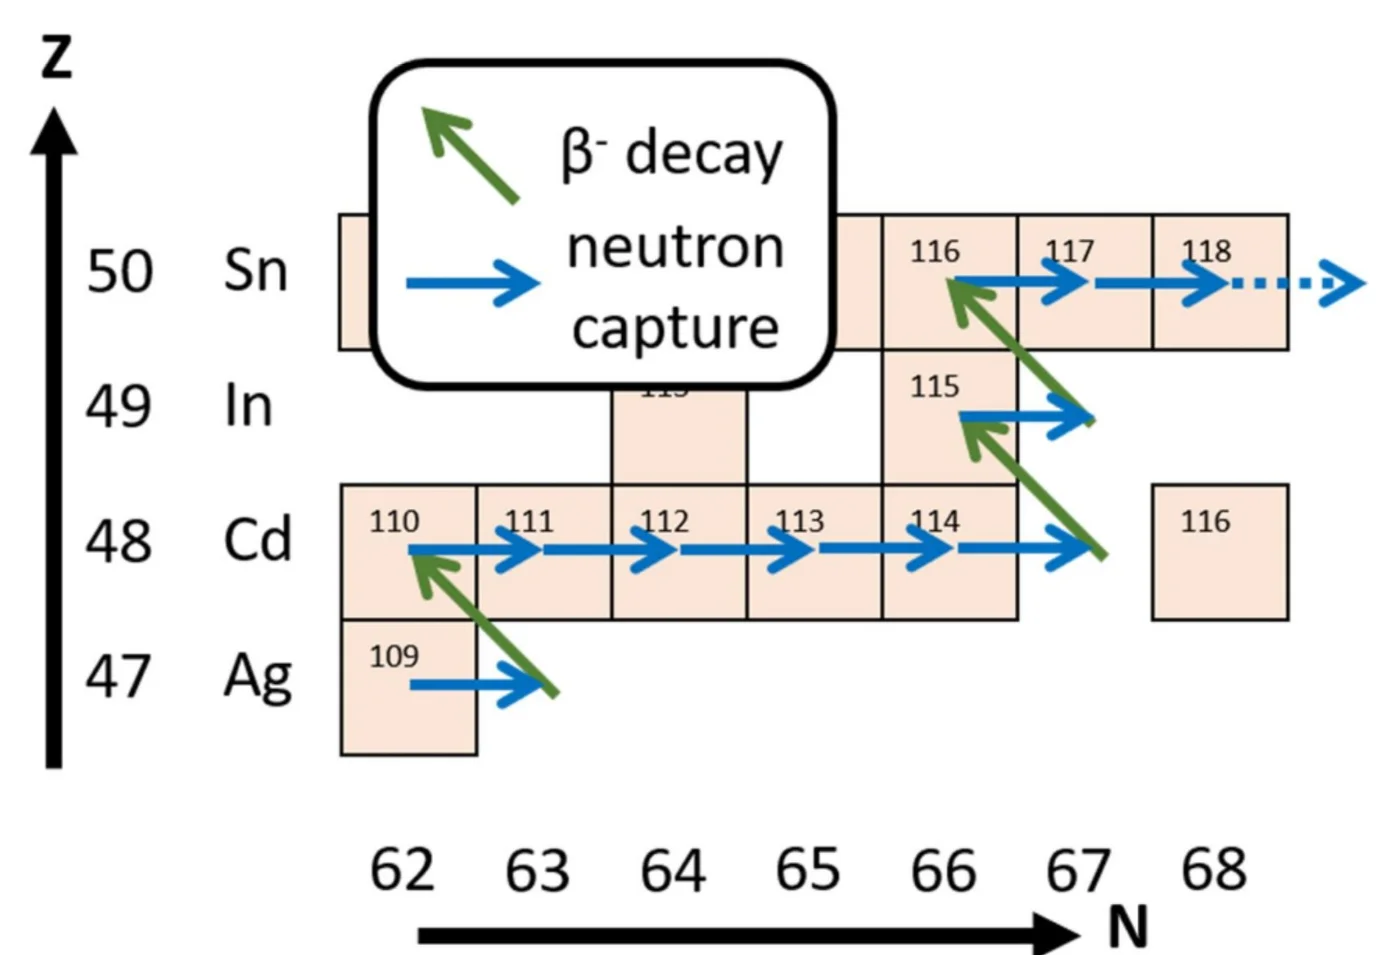 Z
β⁻ decay
neutron
capture
50 Sn 116 117 118
49 In 113 115
48 Cd 110 111 112 113 114 116
47 Ag 109
62 63 64 65 66 67 68
N